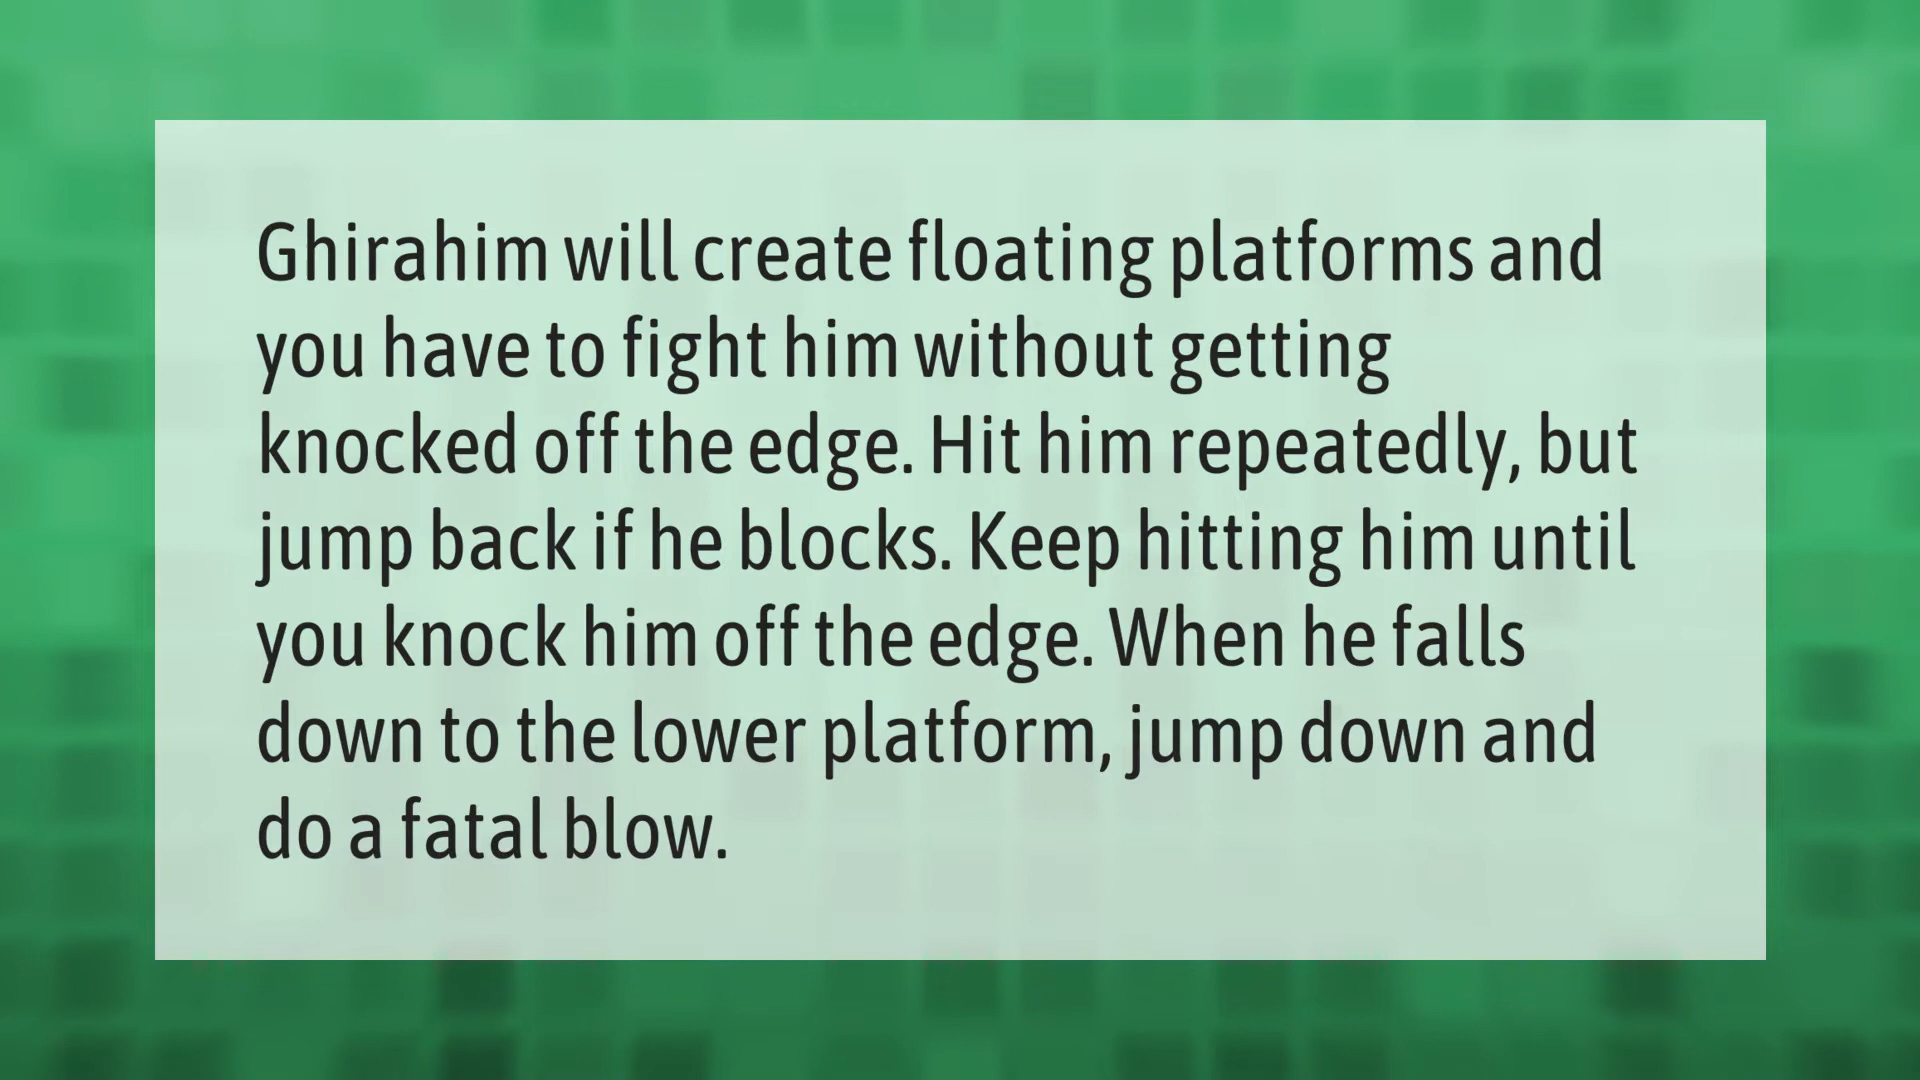 Ghirahim will create floating platforms and
you have to fight him without getting
knocked off the edge. Hit him repeatedly, but
jump back if he blocks. Keep hitting him until
you knock him off the edge. When he falls
down to the lower platform, jump down and
do a fatal blow.